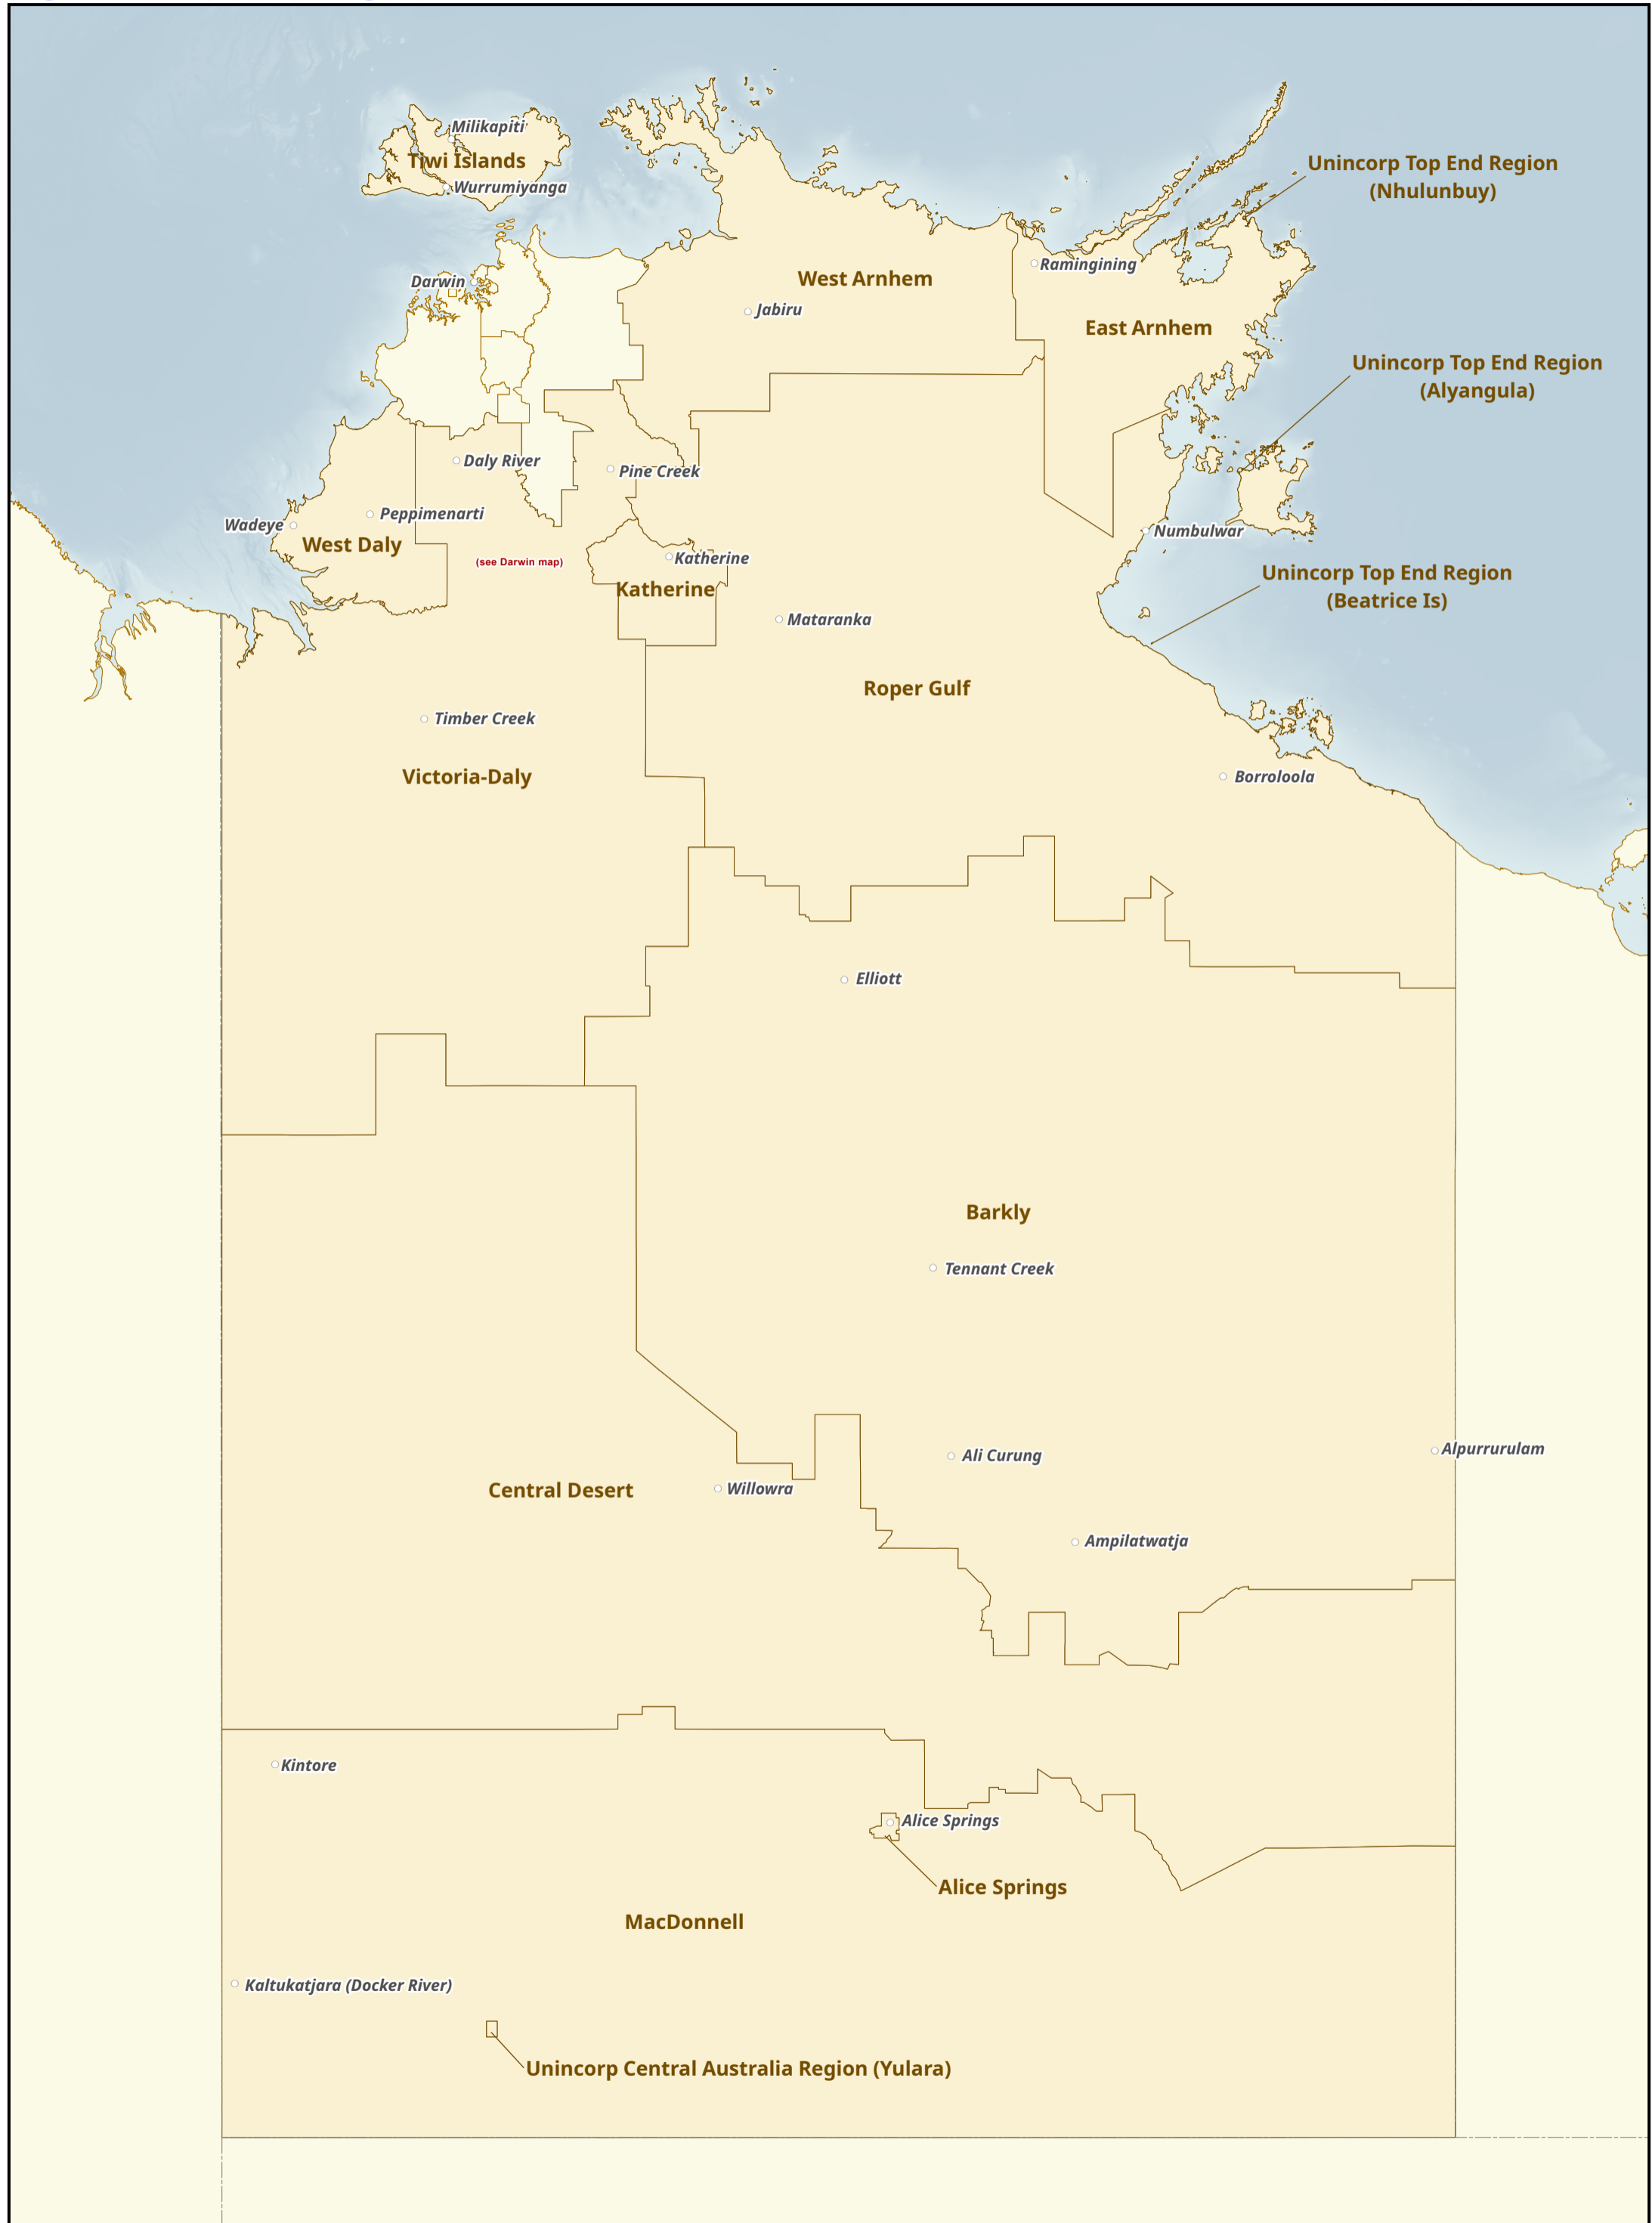 Milikapiti
Tiwi Islands
Wurrumiyanga
Unincorp Top End Region
(Nhulunbuy)
Darwin
West Arnhem
Ramingining
Jabiru
East Arnhem
Unincorp Top End Region
(Alyangula)
Daly River
Pine Creek
Wadeye
Peppimenarti
West Daly
Numbulwar
(see Darwin map)
Katherine
Katherine
Unincorp Top End Region
(Beatrice Is)
Mataranka
Roper Gulf
Timber Creek
Victoria-Daly
Borroloola
Elliott
Barkly
Tennant Creek
Ali Curung
Alpurrurulam
Central Desert
Willowra
Ampilatwatja
Kintore
Alice Springs
Alice Springs
MacDonnell
Kaltukatjara (Docker River)
Unincorp Central Australia Region (Yulara)